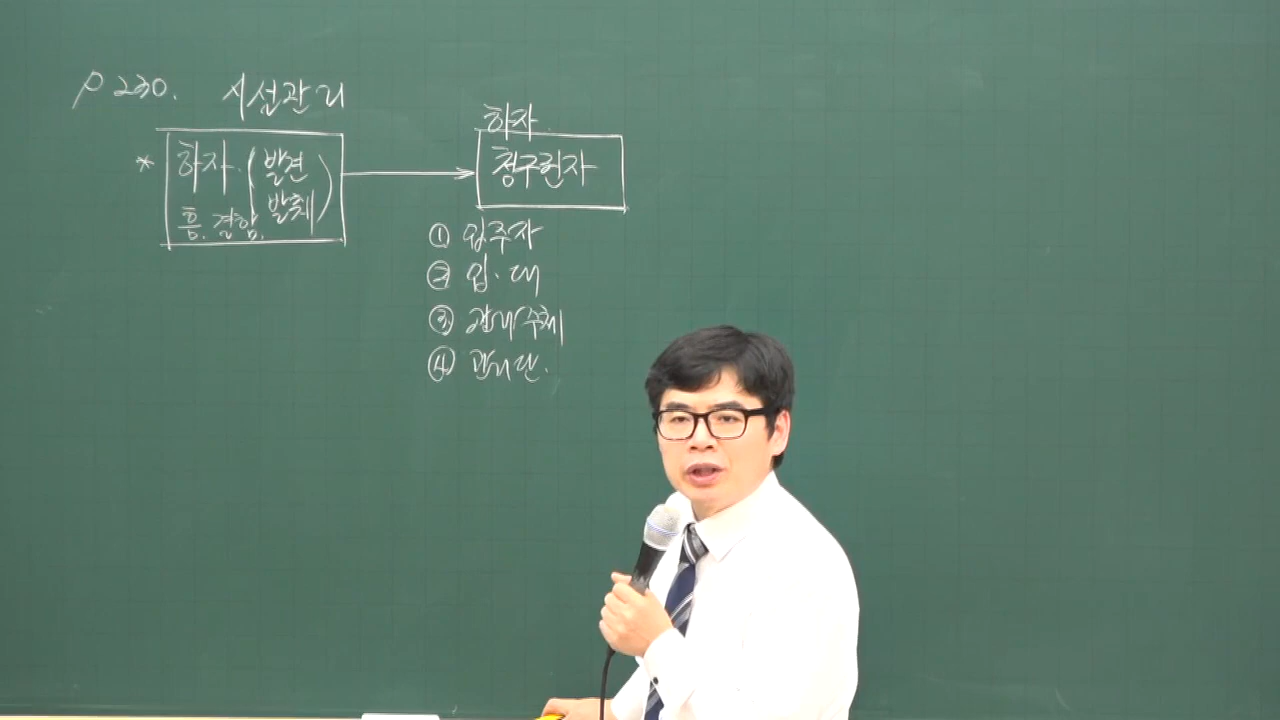 P 230. 시설관리
* 하자 (발견
발췌)
흠. 결함.
하자.
청구권자
① 입주자
② 입·대
③ 관리주체
④ 관리단.